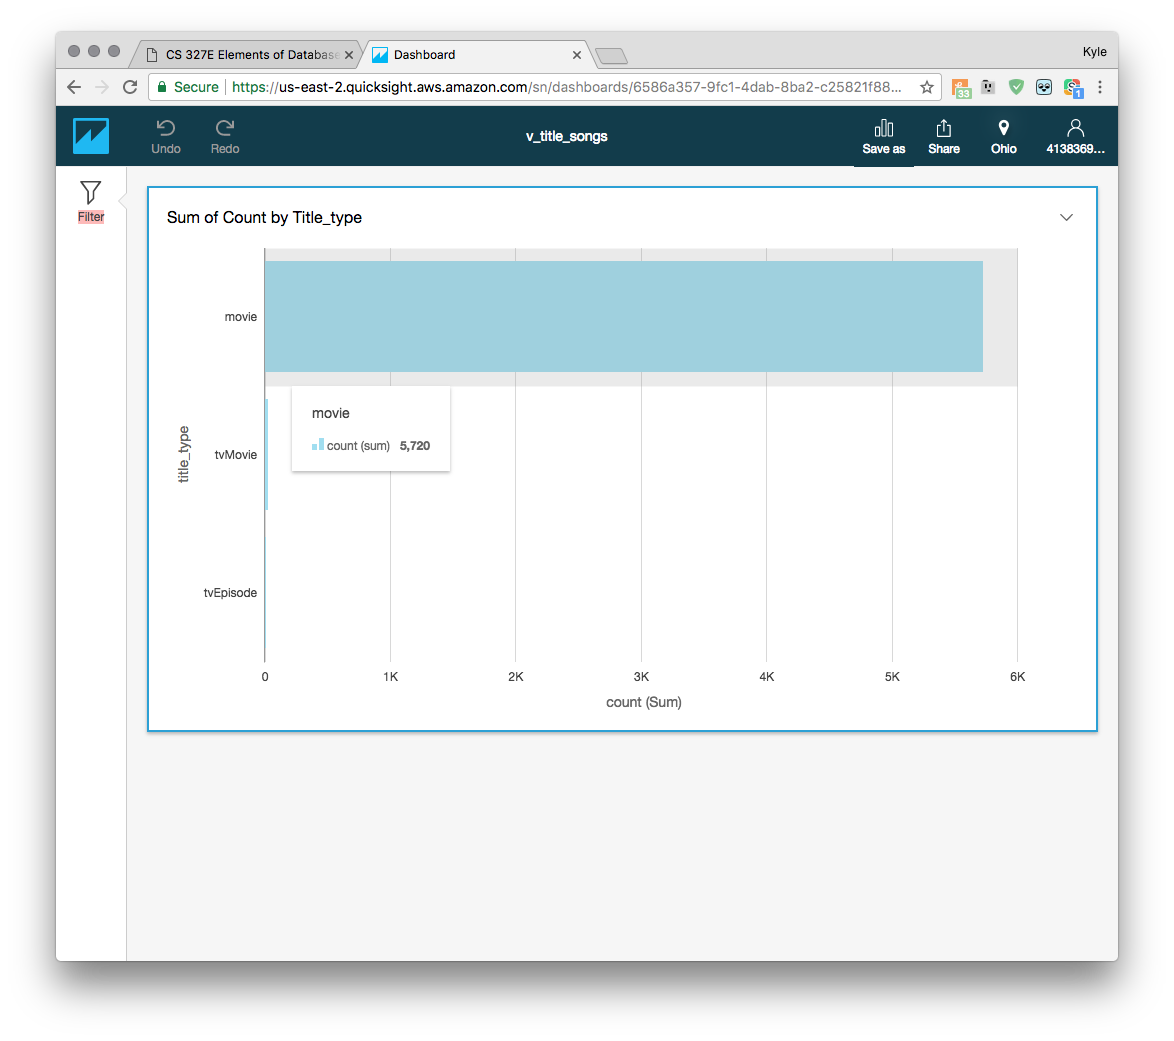 CS 327E Elements of Database
Dashboard
Kyle
Secure https://us-east-2.quicksight.aws.amazon.com/sn/dashboards/6586a357-9fc1-4dab-8ba2-c25821f88...
33
1
Undo
Redo
v_title_songs
Save as
Share
Ohio
4138369...
Filter
Sum of Count by Title_type
movie
tvMovie
tvEpisode
title_type
movie
count (sum) 5,720
0 1K 2K 3K 4K 5K 6K
count (Sum)